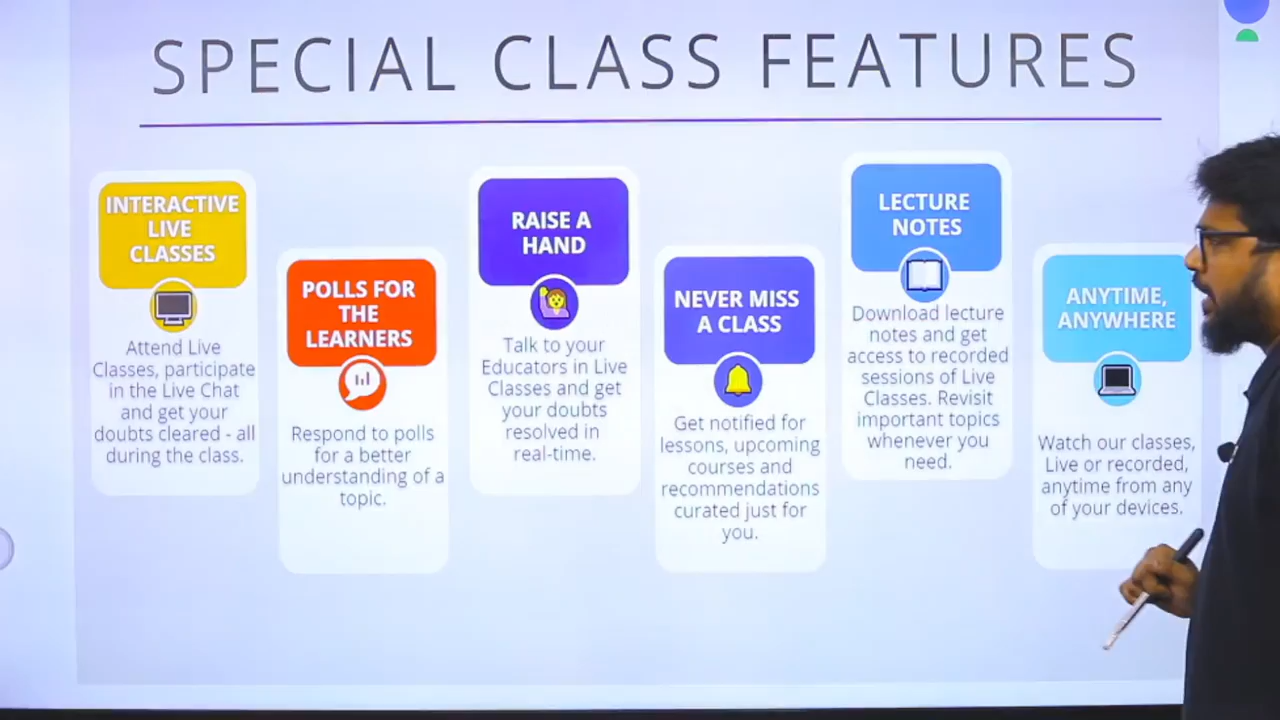 SPECIAL CLASS FEATURES
INTERACTIVE
LIVE
CLASSES
Attend Live
Classes, participate
in the Live Chat
and get your
doubts cleared - all
during the class.
POLLS FOR
THE
LEARNERS
Respond to polls
for a better
understanding of a
topic.
RAISE A
HAND
Talk to your
Educators in Live
Classes and get
your doubts
resolved in
real-time.
NEVER MISS
A CLASS
Get notified for
lessons, upcoming
courses and
recommendations
curated just for
you.
LECTURE
NOTES
Download lecture
notes and get
access to recorded
sessions of Live
Classes. Revisit
important topics
whenever you
need.
ANYTIME,
ANYWHERE
Watch our classes,
Live or recorded,
anytime from any
of your devices.